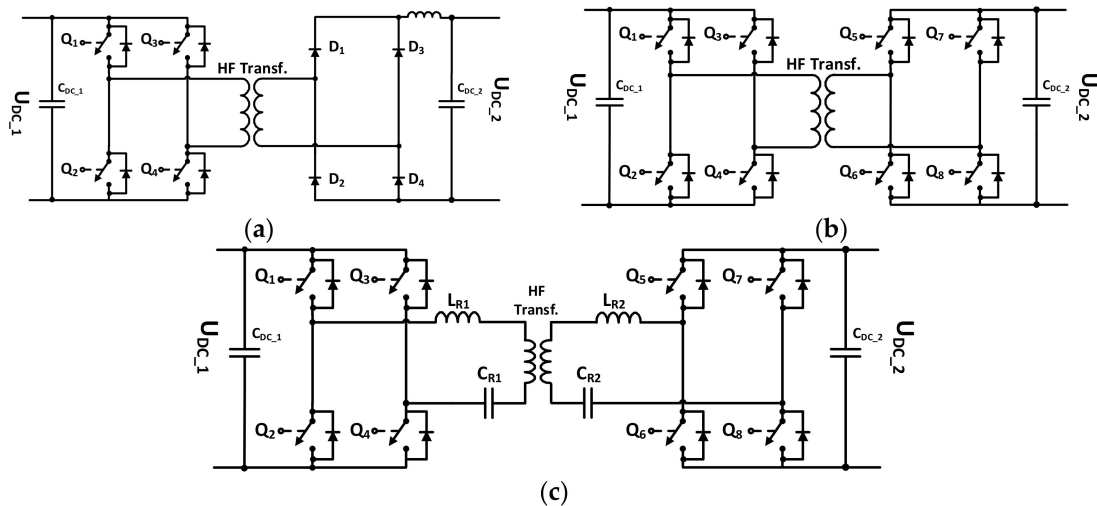 Q1 Q3
D1 D3
HF Transf.
UDC_1
CDC_1
CDC_2
UDC_2
Q2 Q4
D2 D4
(a)
Q1 Q3
Q5 Q7
HF Transf.
UDC_1
CDC_1
CDC_2
UDC_2
Q2 Q4
Q6 Q8
(b)
Q1 Q3
Q5 Q7
LR1
HF
Transf.
LR2
UDC_1
CDC_1
CDC_2
UDC_2
CR1
CR2
Q2 Q4
Q6 Q8
(c)